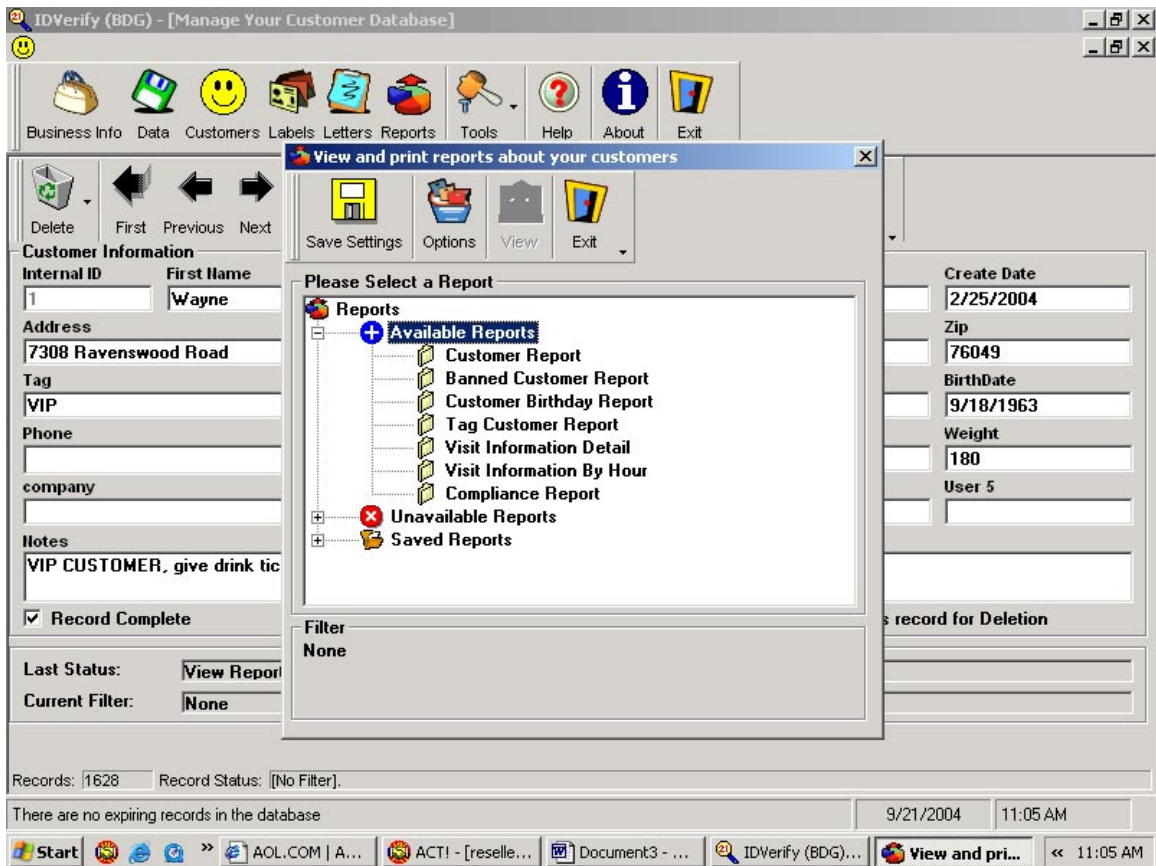 IDVerify (BDG) - [Manage Your Customer Database]
Business Info Data Customers Labels Letters Reports Tools Help About Exit
View and print reports about your customers
Delete First Previous Next
Save Settings Options View Exit
Customer Information
Internal ID First Name Create Date
1 Wayne 2/25/2004
Address Zip
7308 Ravenswood Road 76049
Tag BirthDate
VIP 9/18/1963
Phone Weight
180
company User 5
Notes
VIP CUSTOMER, give drink tic
Record Complete s record for Deletion
Please Select a Report
Reports
Available Reports
Customer Report
Banned Customer Report
Customer Birthday Report
Tag Customer Report
Visit Information Detail
Visit Information By Hour
Compliance Report
Unavailable Reports
Saved Reports
Filter
None
Last Status: View Repor
Current Filter: None
Records: 1628 Record Status: [No Filter].
There are no expiring records in the database 9/21/2004 11:05 AM
Start » AOL.COM | A... ACT! - [reselle... Document3 - ... IDVerify (BDG)... View and pri... « 11:05 AM